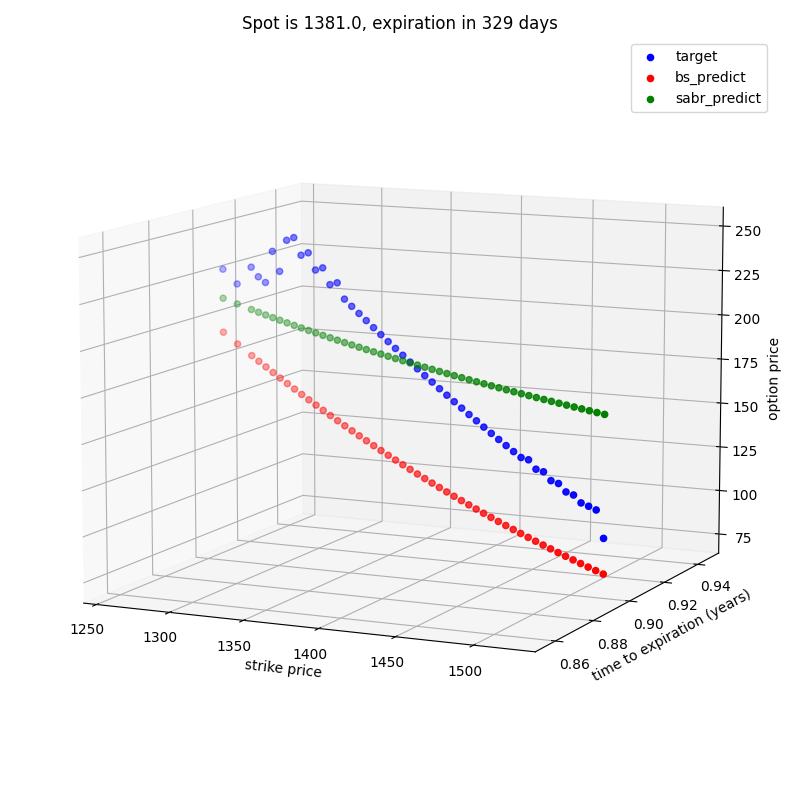 Spot is 1381.0, expiration in 329 days
target
bs_predict
sabr_predict
250
225
200
175
150
125
100
75
option price
0.94
0.92
0.90
0.88
0.86
time to expiration (years)
1250
1300
1350
1400
1450
1500
strike price